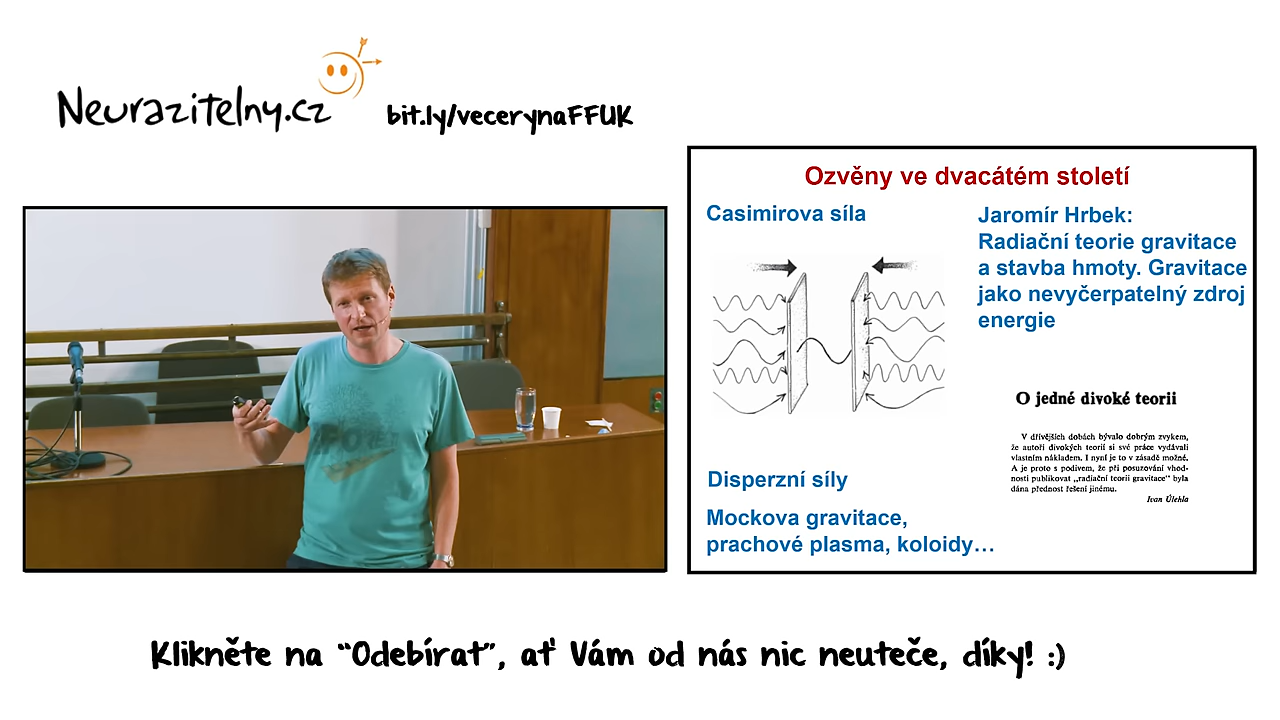 Neurazitelny.cz
bit.ly/vecerynaFFUK
Ozvěny ve dvacátém století
Casimirova síla
Jaromír Hrbek:
Radiační teorie gravitace
a stavba hmoty. Gravitace
jako nevyčerpatelný zdroj
energie
O jedné divoké teorii
V dřívějších dobách bývalo dobrým zvykem,
že autoři divokých teorií si své práce vydávali
vlastním nákladem. I nyní je to v zásadě možné.
A je proto s podivem, že při posuzování vhod-
nosti publikovat „radiační teorii gravitace" byla
dána přednost řešení jinému.
Ivan Úlehla
Disperzní síly
Mockova gravitace,
prachové plasma, koloidy…
Klikněte na "Odebírat", ať Vám od nás nic neuteče, díky! :)